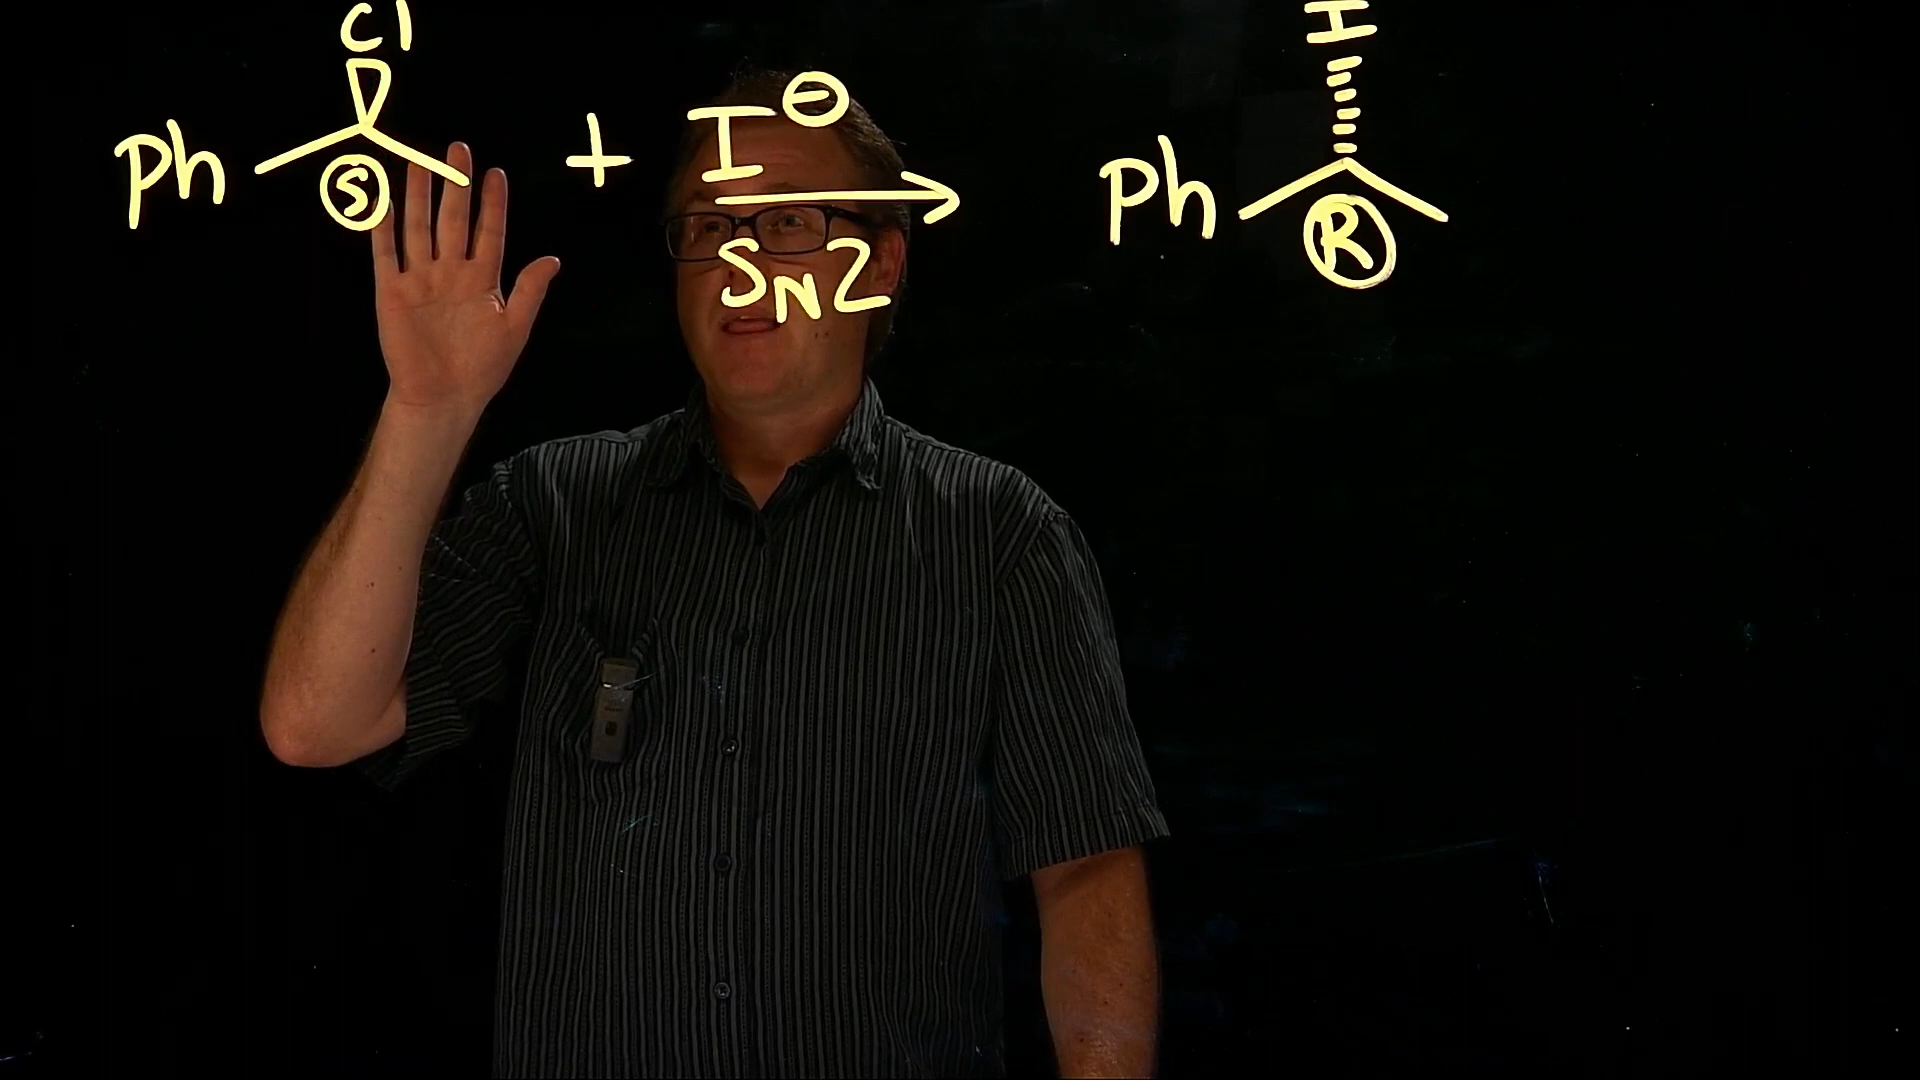 Cl
Ph S + I⊖ → Ph R
SN2
I